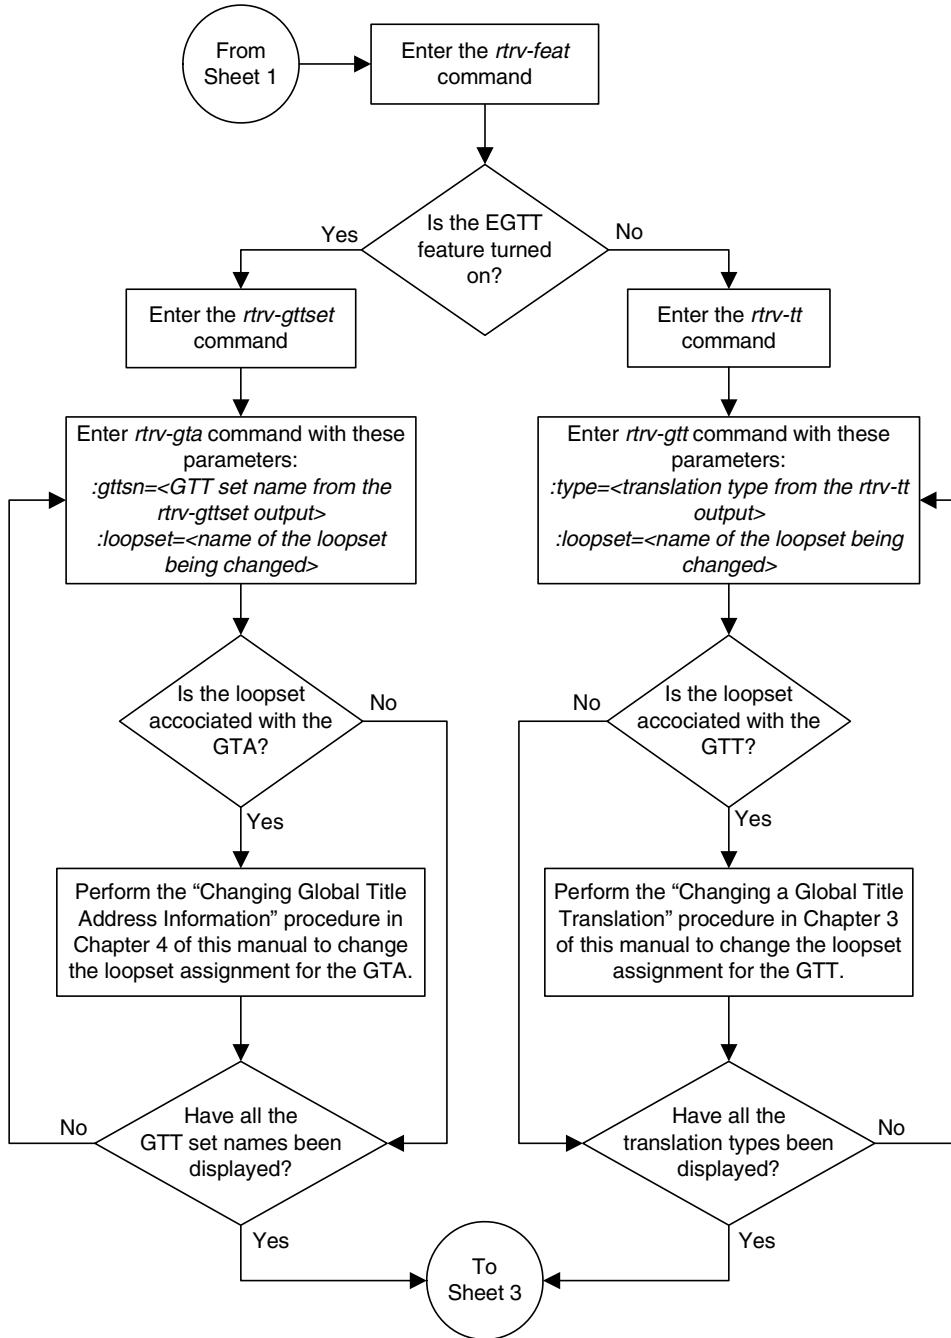 From
Sheet 1
Enter the rtrv-feat
command
Is the EGTT
feature turned
on?
Yes
No
Enter the rtrv-gttset
command
Enter the rtrv-tt
command
Enter rtrv-gta command with these
parameters:
:gttsn=<GTT set name from the
rtrv-gttset output>
:loopset=<name of the loopset
being changed>
Enter rtrv-gtt command with these
parameters:
:type=<translation type from the rtrv-tt
output>
:loopset=<name of the loopset being
changed>
Is the loopset
accociated with the
GTA?
No
Yes
No
Is the loopset
accociated with the
GTT?
Yes
Perform the “Changing Global Title
Address Information” procedure in
Chapter 4 of this manual to change
the loopset assignment for the GTA.
Perform the “Changing a Global Title
Translation” procedure in Chapter 3
of this manual to change the loopset
assignment for the GTT.
No
Have all the
GTT set names been
displayed?
Yes
Have all the
translation types been
displayed?
No
Yes
To
Sheet 3